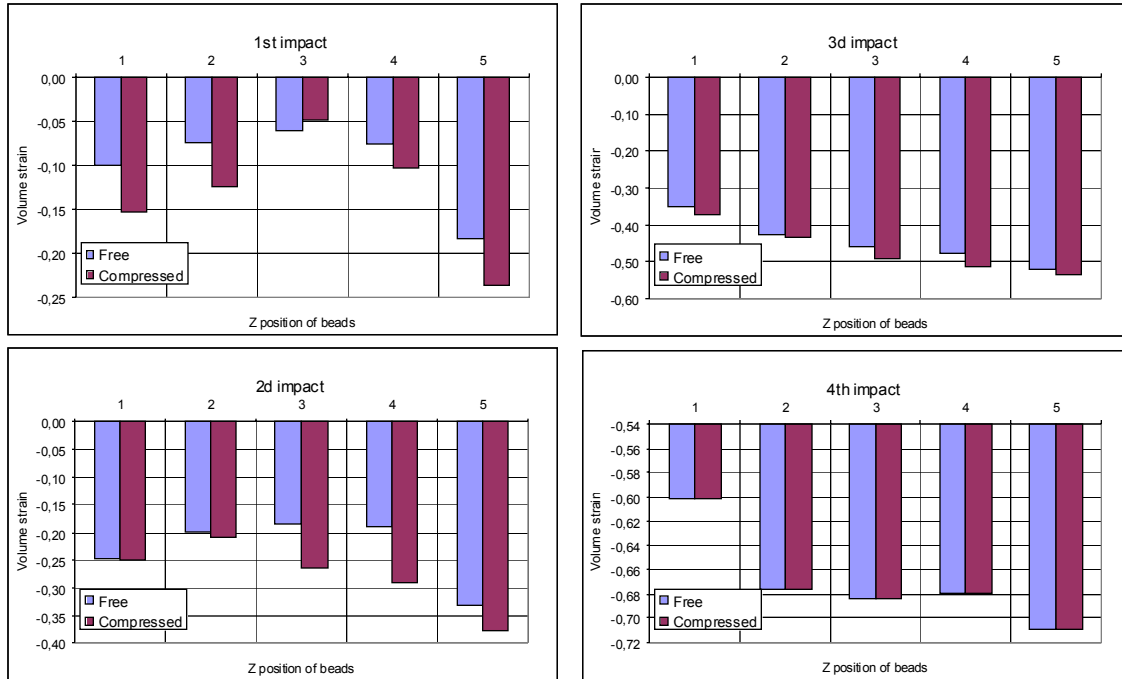 1st impact
1 2 3 4 5
0,00
-0,05
-0,10
-0,15
-0,20
-0,25
Volume strain
Free
Compressed
Z position of beads
3d impact
1 2 3 4 5
0,00
-0,10
-0,20
-0,30
-0,40
-0,50
-0,60
Volume strain
Free
Compressed
Z position of beads
2d impact
1 2 3 4 5
0,00
-0,05
-0,10
-0,15
-0,20
-0,25
-0,30
-0,35
-0,40
Volume strain
Free
Compressed
Z position of beads
4th impact
1 2 3 4 5
-0,54
-0,56
-0,58
-0,60
-0,62
-0,64
-0,66
-0,68
-0,70
-0,72
Volume strain
Free
Compressed
Z position of beads